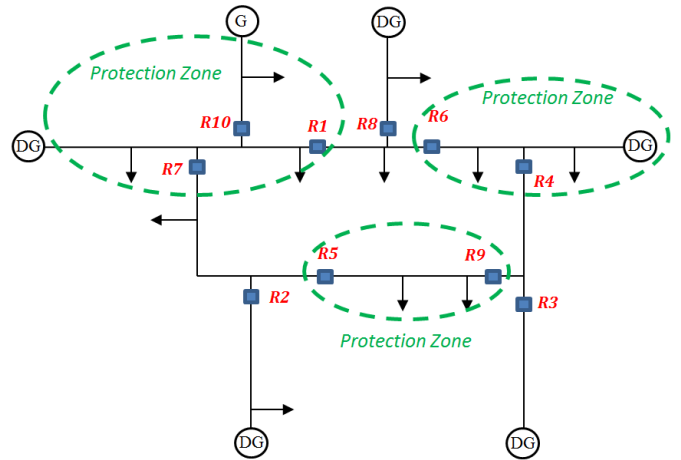 G
DG
Protection Zone
Protection Zone
R10
R1
R8
R6
DG
DG
R7
R4
R5
R9
R2
R3
Protection Zone
DG
DG